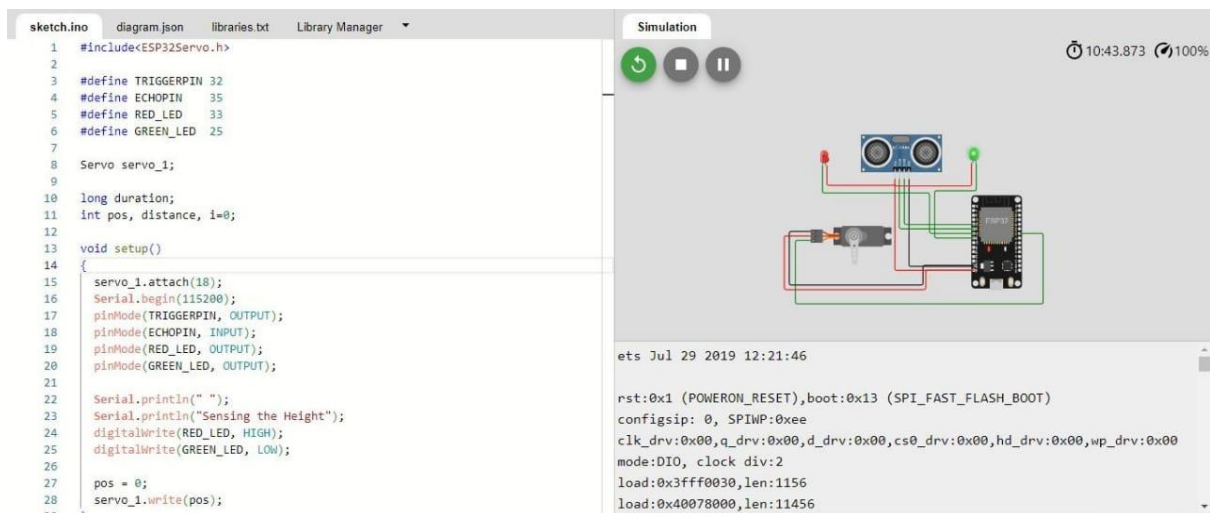 sketch.ino diagram.json libraries.txt Library Manager
1 #include<ESP32Servo.h>
2
3 #define TRIGGERPIN 32
4 #define ECHOPIN 35
5 #define RED_LED 33
6 #define GREEN_LED 25
7
8 Servo servo_1;
9
10 long duration;
11 int pos, distance, i=0;
12
13 void setup()
14 {
15 servo_1.attach(18);
16 Serial.begin(115200);
17 pinMode(TRIGGERPIN, OUTPUT);
18 pinMode(ECHOPIN, INPUT);
19 pinMode(RED_LED, OUTPUT);
20 pinMode(GREEN_LED, OUTPUT);
21
22 Serial.println(" ");
23 Serial.println("Sensing the Height");
24 digitalWrite(RED_LED, HIGH);
25 digitalWrite(GREEN_LED, LOW);
26
27 pos = 0;
28 servo_1.write(pos);
Simulation
10:43.873 100%
ESP32
ets Jul 29 2019 12:21:46
rst:0x1 (POWERON_RESET),boot:0x13 (SPI_FAST_FLASH_BOOT)
configsip: 0, SPIWP:0xee
clk_drv:0x00,q_drv:0x00,d_drv:0x00,cs0_drv:0x00,hd_drv:0x00,wp_drv:0x00
mode:DIO, clock div:2
load:0x3fff0030,len:1156
load:0x40078000,len:11456